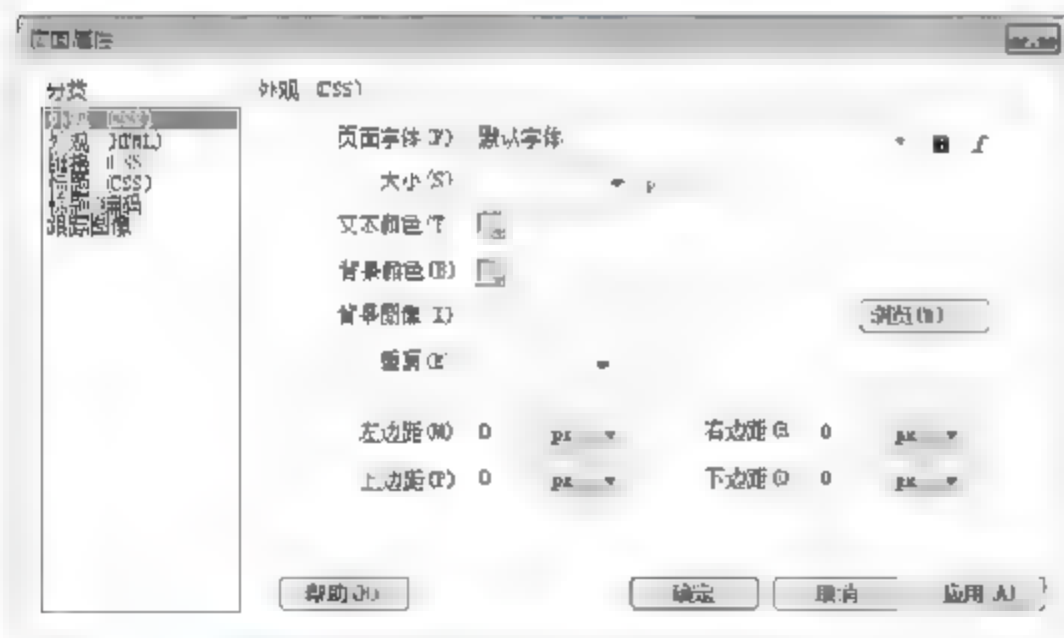 页面属性
分类
外观 (CSS)
外观 (CSS)
外观 (HTML)
链接 (CSS
标题 (CSS)
标题/编码
跟踪图像
页面字体(F) 默认字体 B I
大小(S)
文本颜色(T
背景颜色(B)
背景图像(I) 浏览(W)
重复(E
左边距(M) 0 px 右边距(R 0 px
上边距(P) 0 px 下边距(O 0 px
帮助(H) 确定 取消 应用(A)